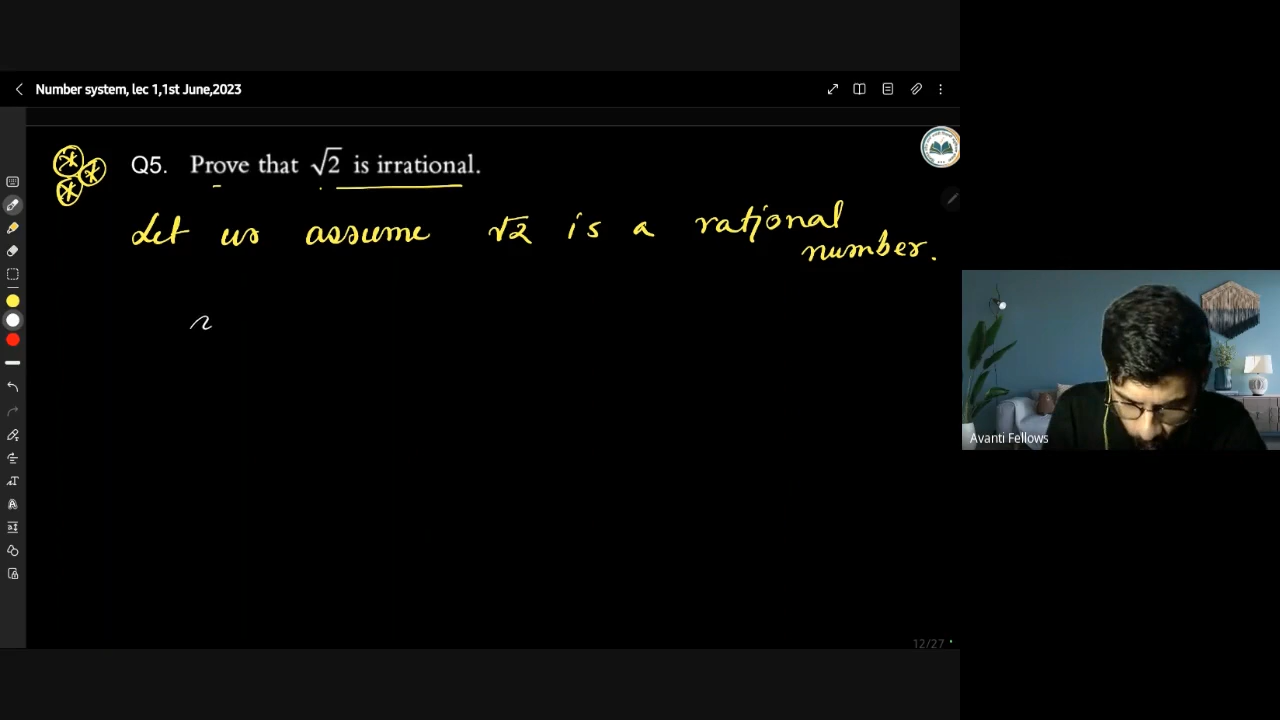 Number system, lec 1,1st June,2023
Q5. Prove that √2 is irrational.
Let us assume √2 is a rational
number.
Avanti Fellows
12/27